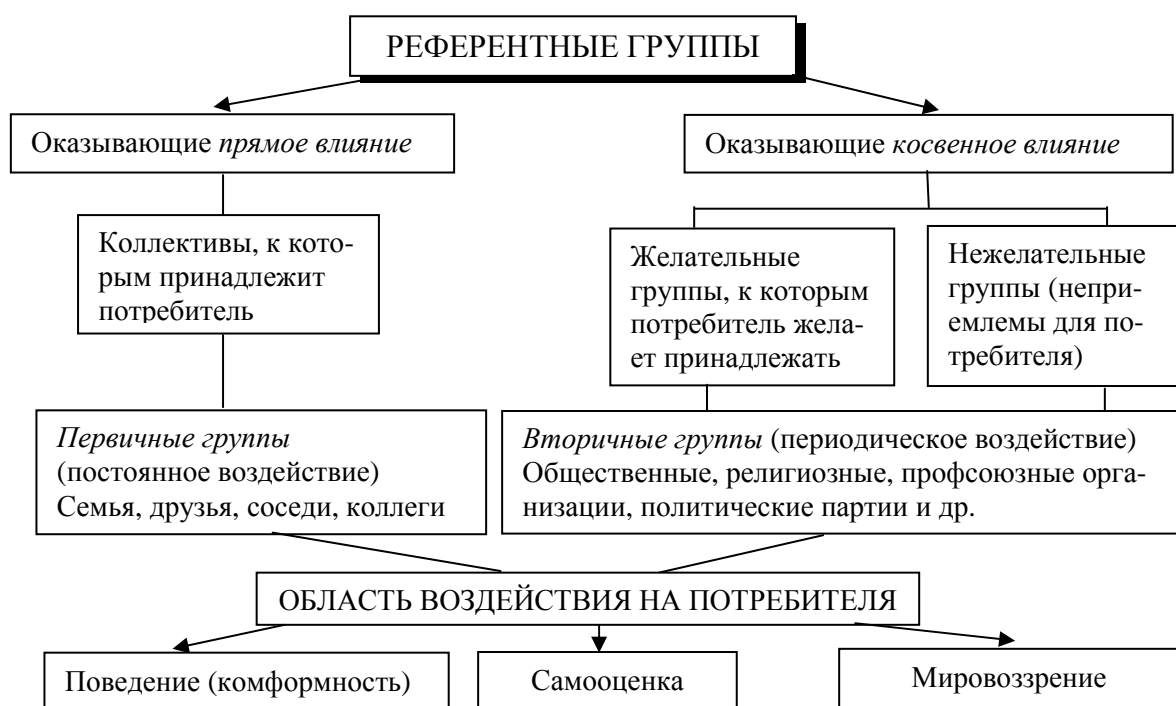 РЕФЕРЕНТНЫЕ ГРУППЫ
Оказывающие прямое влияние
Оказывающие косвенное влияние
Коллективы, к кото-
рым принадлежит
потребитель
Желательные
группы, к которым
потребитель жела-
ет принадлежать
Нежелательные
группы (непри-
емлемы для по-
требителя)
Первичные группы
(постоянное воздействие)
Семья, друзья, соседи, коллеги
Вторичные группы (периодическое воздействие)
Общественные, религиозные, профсоюзные орга-
низации, политические партии и др.
ОБЛАСТЬ ВОЗДЕЙСТВИЯ НА ПОТРЕБИТЕЛЯ
Поведение (комформность)
Самооценка
Мировоззрение